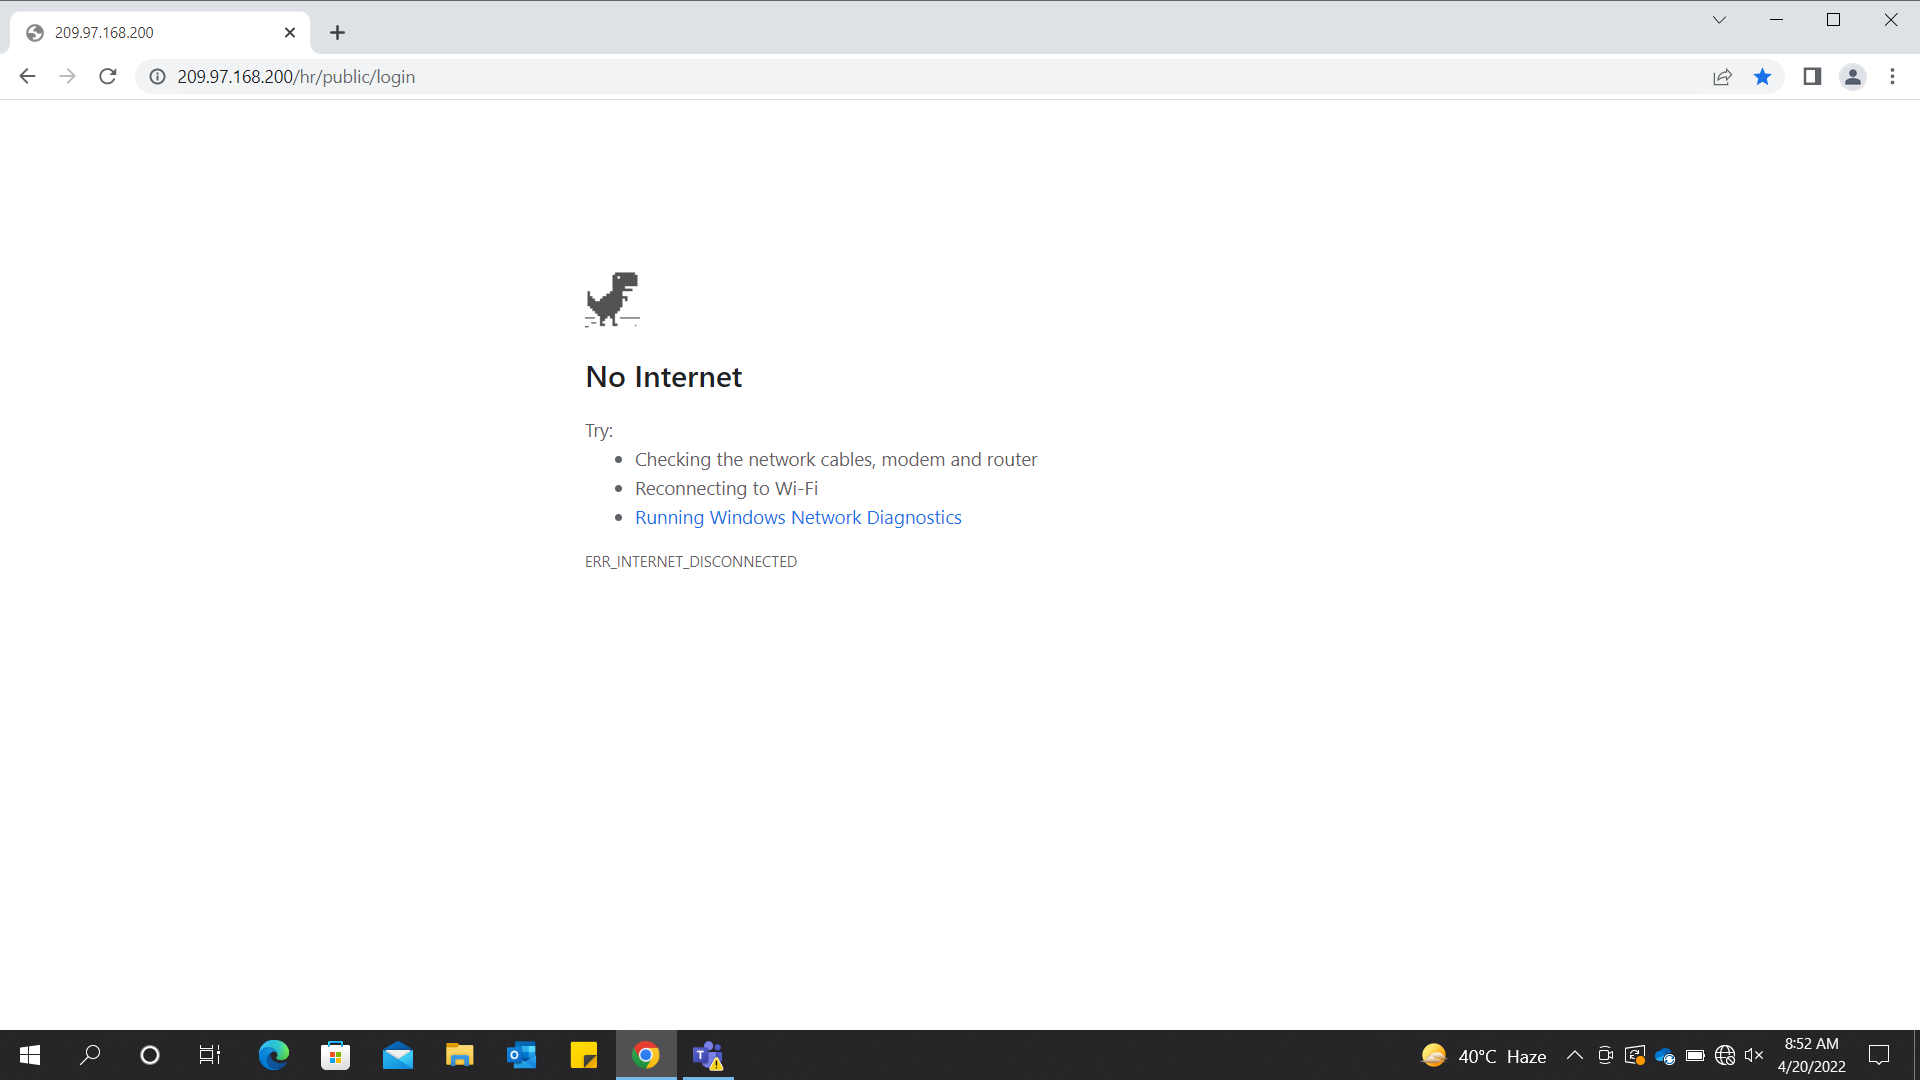 209.97.168.200
209.97.168.200/hr/public/login
No Internet
Try:
Checking the network cables, modem and router
Reconnecting to Wi-Fi
Running Windows Network Diagnostics
ERR_INTERNET_DISCONNECTED
40°C Haze
8:52 AM
4/20/2022